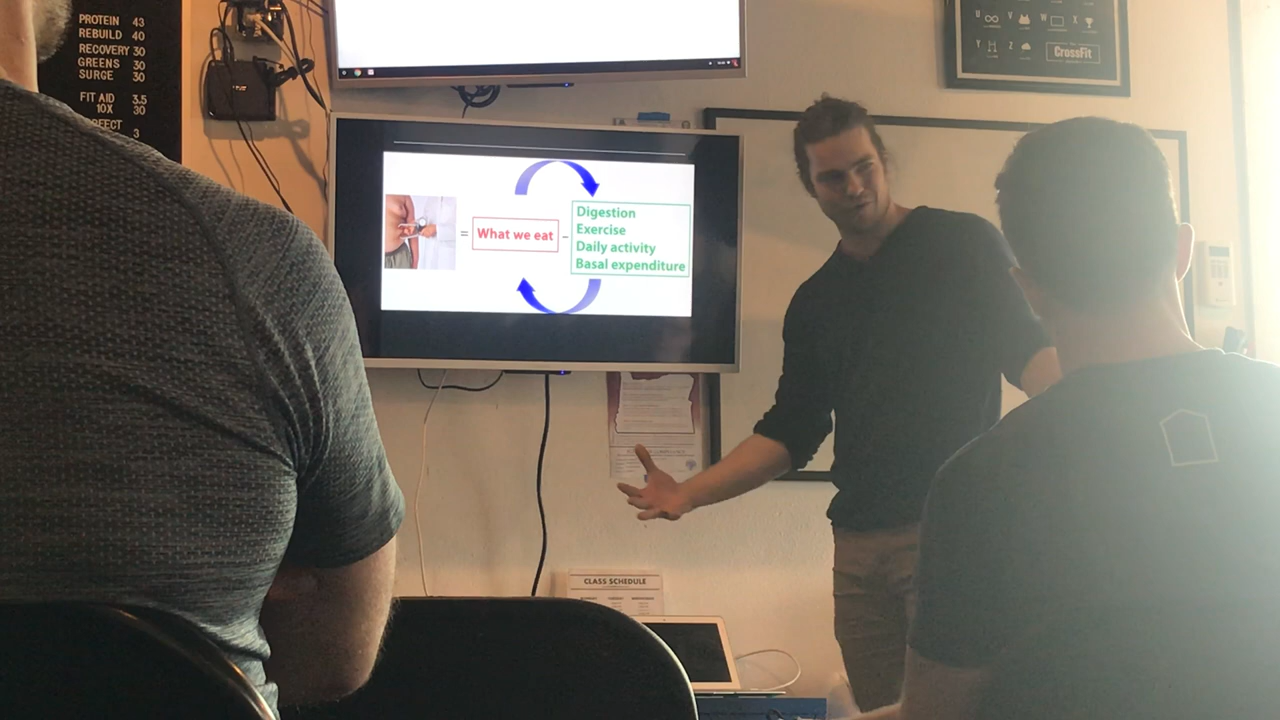 PROTEIN 43
REBUILD 40
RECOVERY 30
GREENS 30
SURGE 30
FIT AID 3.5
10X 30
3
U V W X
Y Z CrossFit
= What we eat –
Digestion
Exercise
Daily activity
Basal expenditure
CLASS SCHEDULE